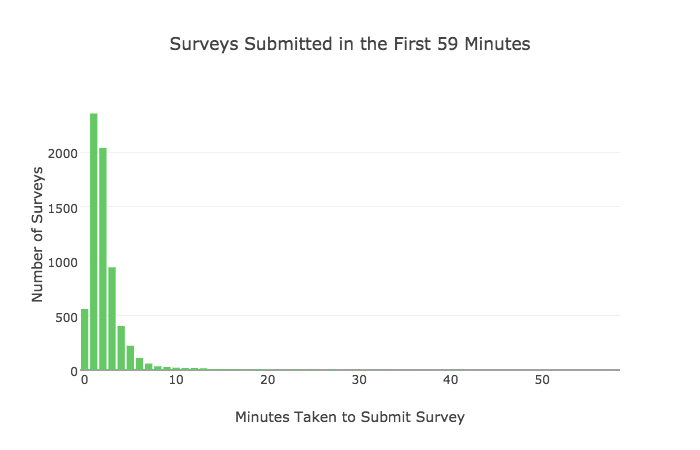 Surveys Submitted in the First 59 Minutes
Number of Surveys
2000
1500
1000
500
0
0 10 20 30 40 50
Minutes Taken to Submit Survey